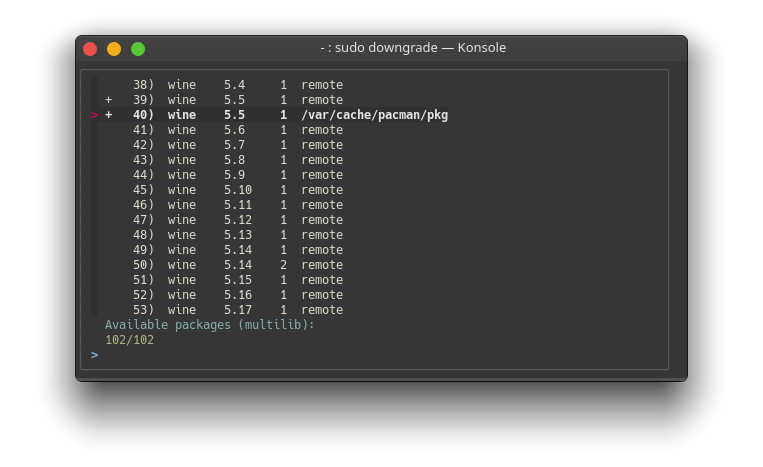 - : sudo downgrade — Konsole
38) wine 5.4 1 remote
+ 39) wine 5.5 1 remote
> + 40) wine 5.5 1 /var/cache/pacman/pkg
41) wine 5.6 1 remote
42) wine 5.7 1 remote
43) wine 5.8 1 remote
44) wine 5.9 1 remote
45) wine 5.10 1 remote
46) wine 5.11 1 remote
47) wine 5.12 1 remote
48) wine 5.13 1 remote
49) wine 5.14 1 remote
50) wine 5.14 2 remote
51) wine 5.15 1 remote
52) wine 5.16 1 remote
53) wine 5.17 1 remote
Available packages (multilib):
102/102
>